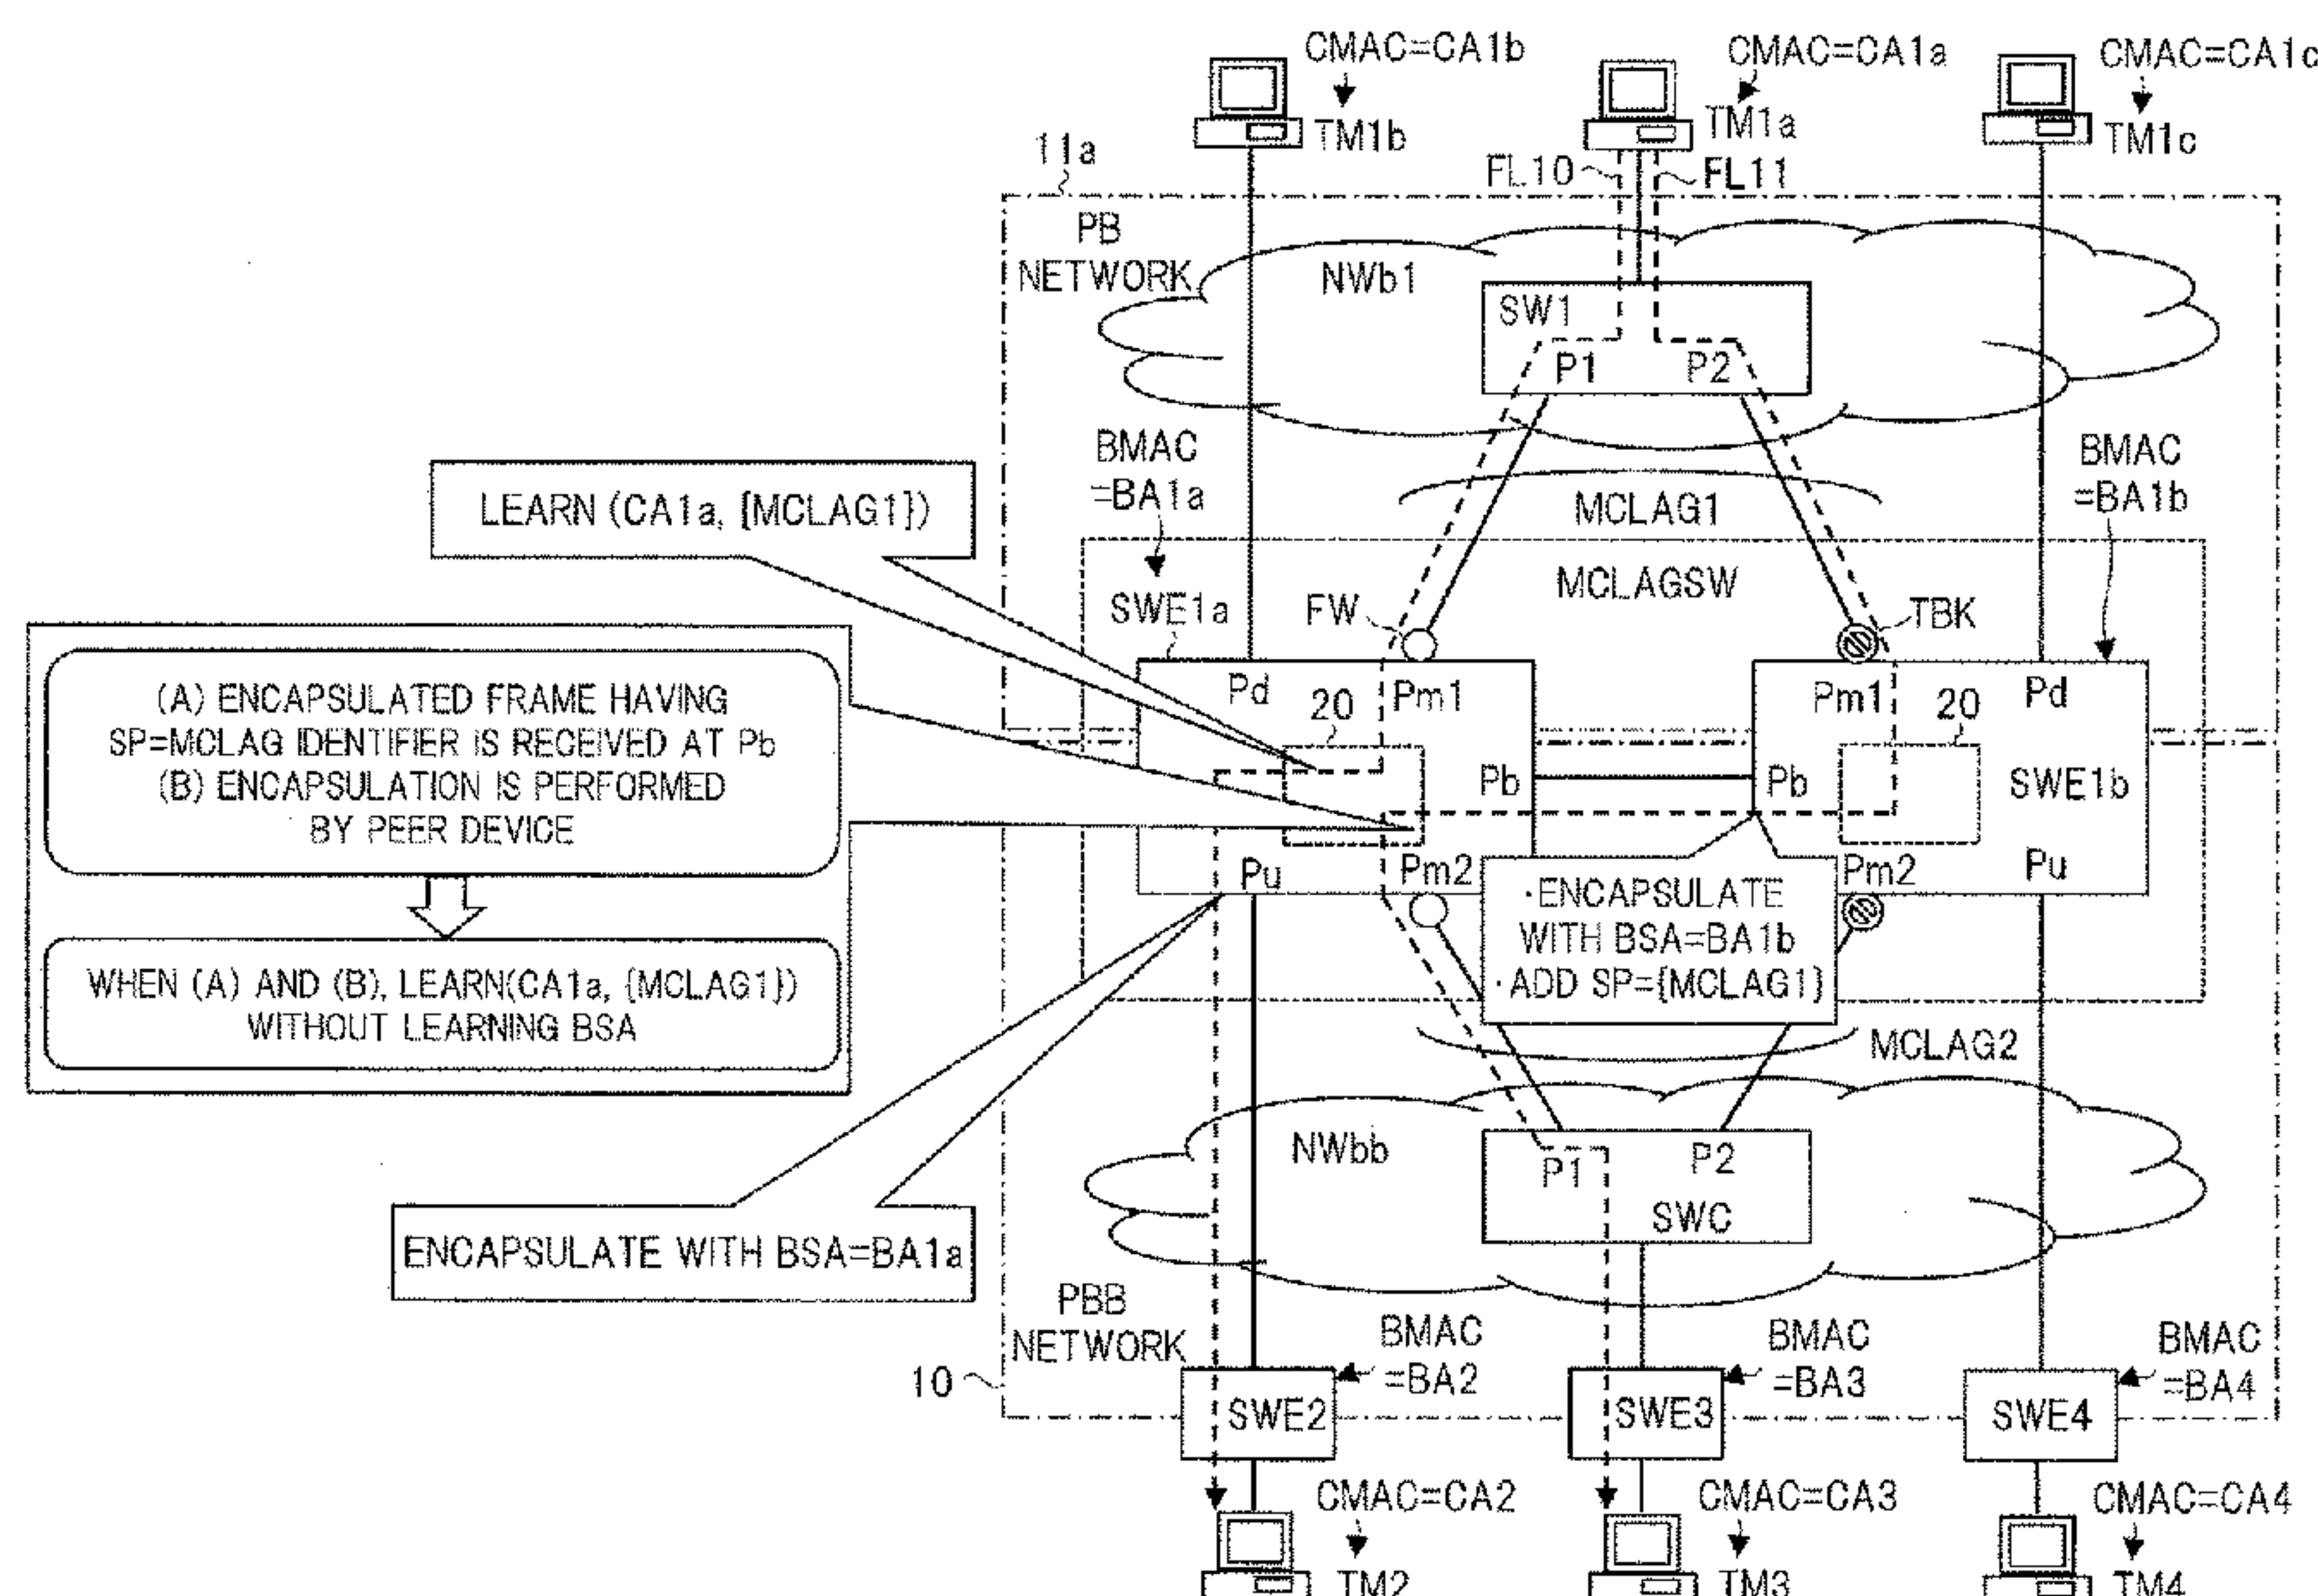 CMAC=CA1b
CMAC=CA1a
CMAC=CA1c
TM1b
TM1a
TM1c
11a
FL10
FL11
PB
NETWORK
NWb1
SW1
P1
P2
BMAC
=BA1a
BMAC
=BA1b
LEARN (CA1a, {MCLAG1})
MCLAG1
MCLAGSW
SWE1a
FW
TBK
Pd
Pm1
20
Pm1
20
Pd
(A) ENCAPSULATED FRAME HAVING
SP=MCLAG IDENTIFIER IS RECEIVED AT Pb
(B) ENCAPSULATION IS PERFORMED
BY PEER DEVICE
Pb
Pb
SWE1b
Pu
Pm2
Pm2
Pu
·ENCAPSULATE
WITH BSA=BA1b
·ADD SP={MCLAG1}
WHEN (A) AND (B), LEARN(CA1a, {MCLAG1})
WITHOUT LEARNING BSA
MCLAG2
NWbb
P1
P2
SWC
ENCAPSULATE WITH BSA=BA1a
PBB
NETWORK
10
BMAC
=BA2
BMAC
=BA3
BMAC
=BA4
SWE2
SWE3
SWE4
CMAC=CA2
CMAC=CA3
CMAC=CA4
TM2
TM3
TM4